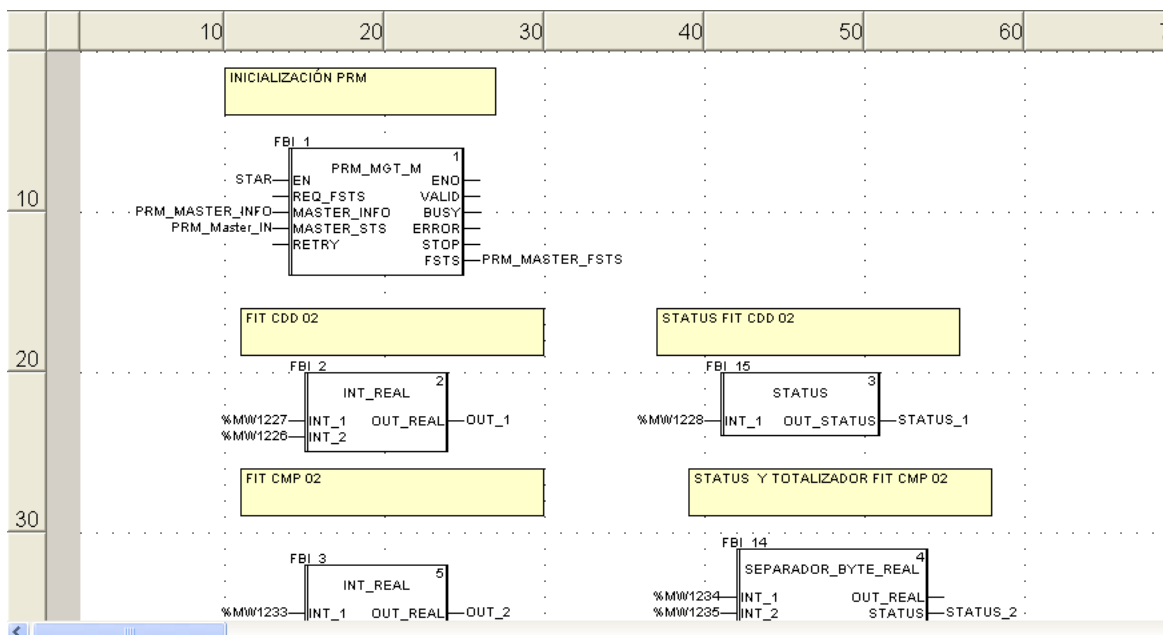 10 20 30 40 50 60
INICIALIZACIÓN PRM
FBI_1
1
PRM_MGT_M
STAR EN ENO
REQ_FSTS VALID
10
PRM_MASTER_INFO MASTER_INFO BUSY
PRM_Master_IN MASTER_STS ERROR
RETRY STOP
FSTS PRM_MASTER_FSTS
FIT CDD 02
STATUS FIT CDD 02
20
FBI_2
2
INT_REAL
%MW1227 INT_1 OUT_REAL OUT_1
%MW1226 INT_2
FBI_15
3
STATUS
%MW1228 INT_1 OUT_STATUS STATUS_1
FIT CMP 02
STATUS Y TOTALIZADOR FIT CMP 02
30
FBI_3
5
INT_REAL
%MW1233 INT_1 OUT_REAL OUT_2
FBI_14
4
SEPARADOR_BYTE_REAL
%MW1234 INT_1 OUT_REAL
%MW1235 INT_2 STATUS STATUS_2